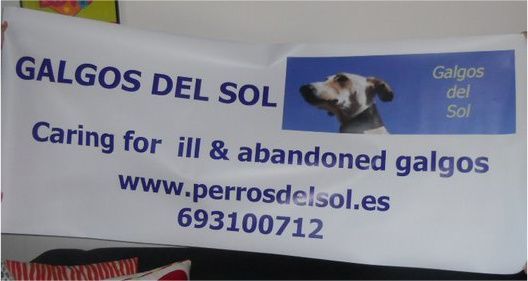 GALGOS DEL SOL
Galgos
del
Sol
Caring for ill & abandoned galgos
www.perrosdelsol.es
693100712